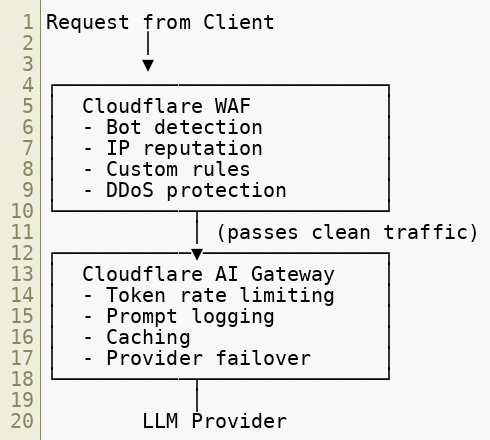 1 Request from Client
2 │
3 ▼
4 ┌───────────────────────────┐
5 │ Cloudflare WAF │
6 │ - Bot detection │
7 │ - IP reputation │
8 │ - Custom rules │
9 │ - DDoS protection │
10 └───────────┬───────────────┘
11 │ (passes clean traffic)
12 ┌───────────▼───────────────┐
13 │ Cloudflare AI Gateway │
14 │ - Token rate limiting │
15 │ - Prompt logging │
16 │ - Caching │
17 │ - Provider failover │
18 └───────────┬───────────────┘
19 │
20 LLM Provider